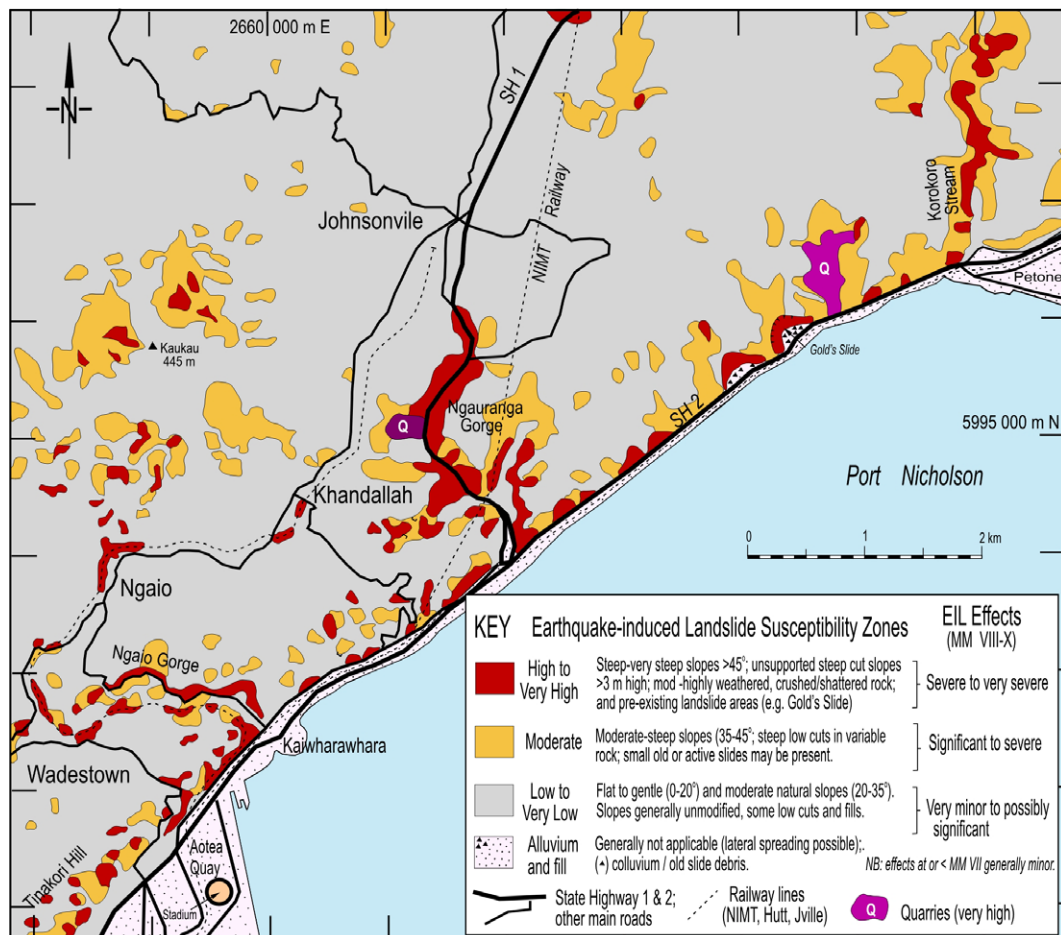 2660 000 m E
N
SH 1
Railway
NIMT
Johnsonvile
Korokoro
Stream
Q
Petone
Kaukau
445 m
Gold's Slide
Ngauranga
Gorge
Q
SH 2
5995 000 m N
Port Nicholson
Khandallah
0 1 2 km
Ngaio
Ngaio Gorge
Kaiwharawhara
Wadestown
Aotea
Quay
Tinakori Hill
Stadium
KEY Earthquake-induced Landslide Susceptibility Zones
EIL Effects
(MM VIII-X)
High to
Very High
Steep-very steep slopes >45°; unsupported steep cut slopes
>3 m high; mod -highly weathered, crushed/shattered rock;
and pre-existing landslide areas (e.g. Gold's Slide)
Severe to very severe
Moderate
Moderate-steep slopes (35-45°; steep low cuts in variable
rock; small old or active slides may be present.
Significant to severe
Low to
Very Low
Flat to gentle (0-20°) and moderate natural slopes (20-35°).
Slopes generally unmodified, some low cuts and fills.
Very minor to possibly
significant
Alluvium
and fill
Generally not applicable (lateral spreading possible);.
(▴) colluvium / old slide debris.
NB: effects at or < MM VII generally minor.
State Highway 1 & 2;
other main roads
Railway lines
(NIMT, Hutt, Jville)
Q
Quarries (very high)